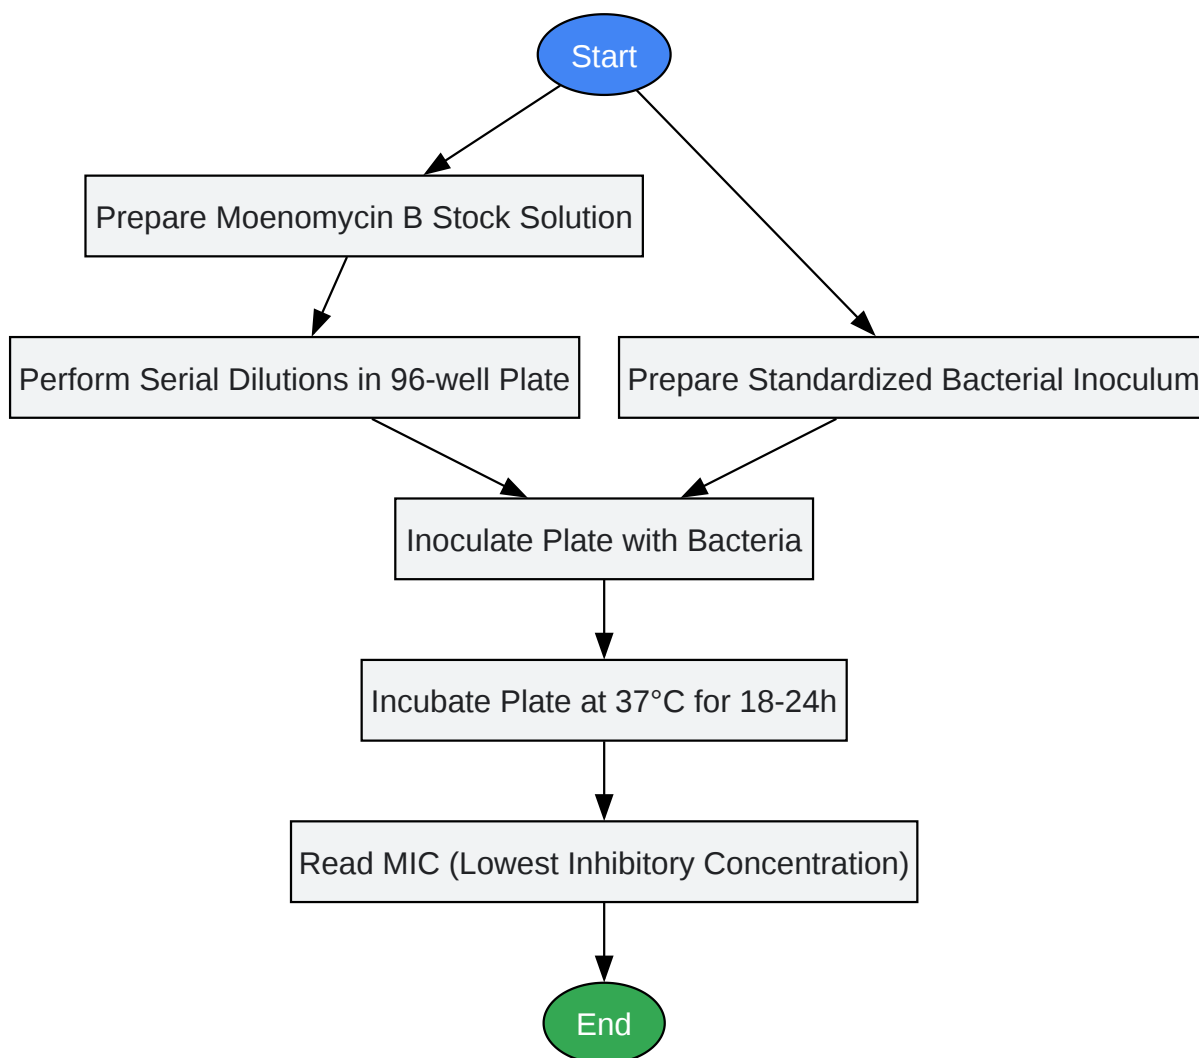 Start
Prepare Moenomycin B Stock Solution
Perform Serial Dilutions in 96-well Plate
Prepare Standardized Bacterial Inoculum
Inoculate Plate with Bacteria
Incubate Plate at 37°C for 18-24h
Read MIC (Lowest Inhibitory Concentration)
End